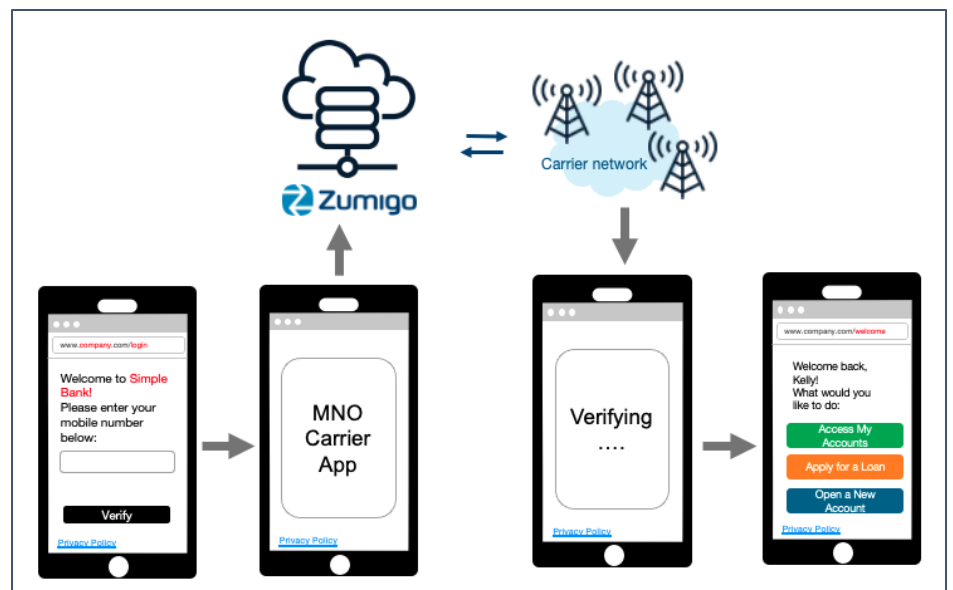 Zumigo
Carrier network
www.company.com/login
Welcome to Simple
Bank!
Please enter your
mobile number
below:
Verify
Privacy Policy
MNO
Carrier
App
Privacy Policy
Verifying
....
Privacy Policy
www.company.com/welcome
Welcome back,
Kelly!
What would you
like to do:
Access My
Accounts
Apply for a Loan
Open a New
Account
Privacy Policy